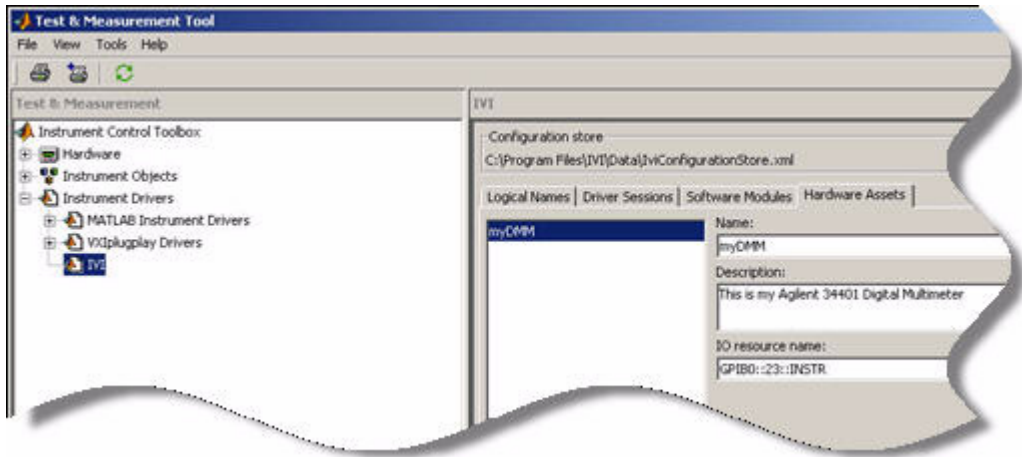 Test & Measurement Tool
File View Tools Help
Test & Measurement
Instrument Control Toolbox
Hardware
Instrument Objects
Instrument Drivers
MATLAB Instrument Drivers
VXIplugplay Drivers
IVI
IVI
Configuration store
C:\Program Files\IVI\Data\IviConfigurationStore.xml
Logical Names Driver Sessions Software Modules Hardware Assets
myDMM
Name:
myDMM
Description:
This is my Agilent 34401 Digital Multimeter
IO resource name:
GPIB0::23::INSTR